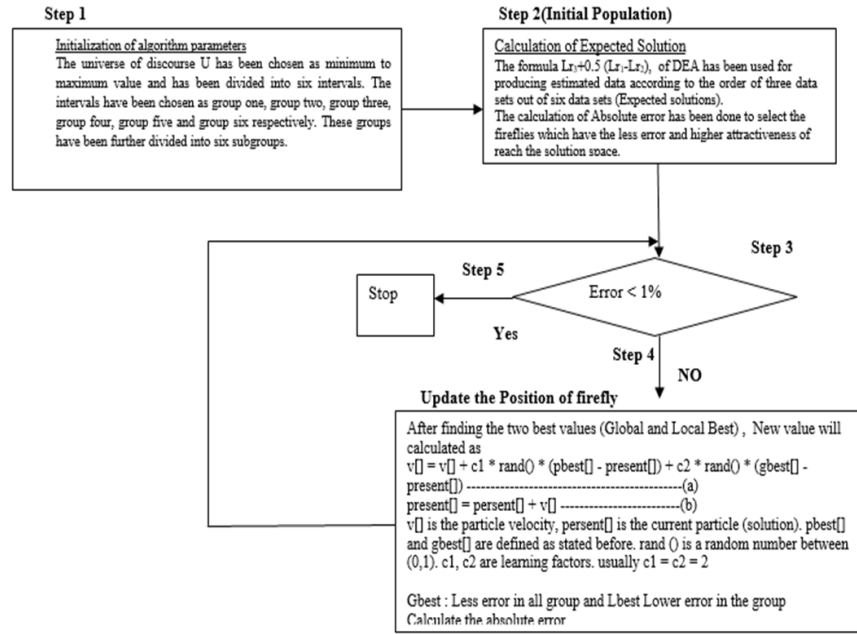 Step 1
Initialization of algorithm parameters
The universe of discourse U has been chosen as minimum to
maximum value and has been divided into six intervals. The
intervals have been chosen as group one, group two, group three,
group four, group five and group six respectively. These groups
have been further divided into six subgroups.
Step 2(Initial Population)
Calculation of Expected Solution
The formula Lr₃+0.5 (Lr₁-Lr₂), of DEA has been used for
producing estimated data according to the order of three data
sets out of six data sets (Expected solutions).
The calculation of Absolute error has been done to select the
fireflies which have the less error and higher attractiveness of
reach the solution space.
Step 3
Error < 1%
Step 5
Stop
Yes
Step 4
NO
Update the Position of firefly
After finding the two best values (Global and Local Best) , New value will
calculated as
v[] = v[] + c1 * rand() * (pbest[] - present[]) + c2 * rand() * (gbest[] -
present[]) -------------------------------------------(a)
present[] = persent[] + v[] ------------------------(b)
v[] is the particle velocity, persent[] is the current particle (solution). pbest[]
and gbest[] are defined as stated before. rand () is a random number between
(0,1). c1, c2 are learning factors. usually c1 = c2 = 2
Gbest : Less error in all group and Lbest Lower error in the group
Calculate the absolute error